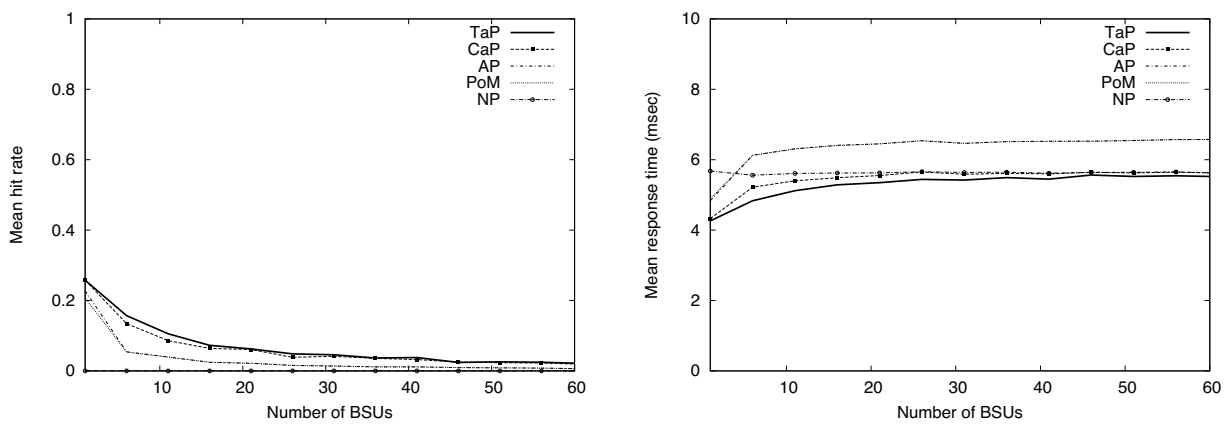 1
0.8
0.6
0.4
0.2
0
Mean hit rate
10
20
30
40
50
60
Number of BSUs
TaP
CaP
AP
PoM
NP
10
8
6
4
2
0
Mean response time (msec)
10
20
30
40
50
60
Number of BSUs
TaP
CaP
AP
PoM
NP